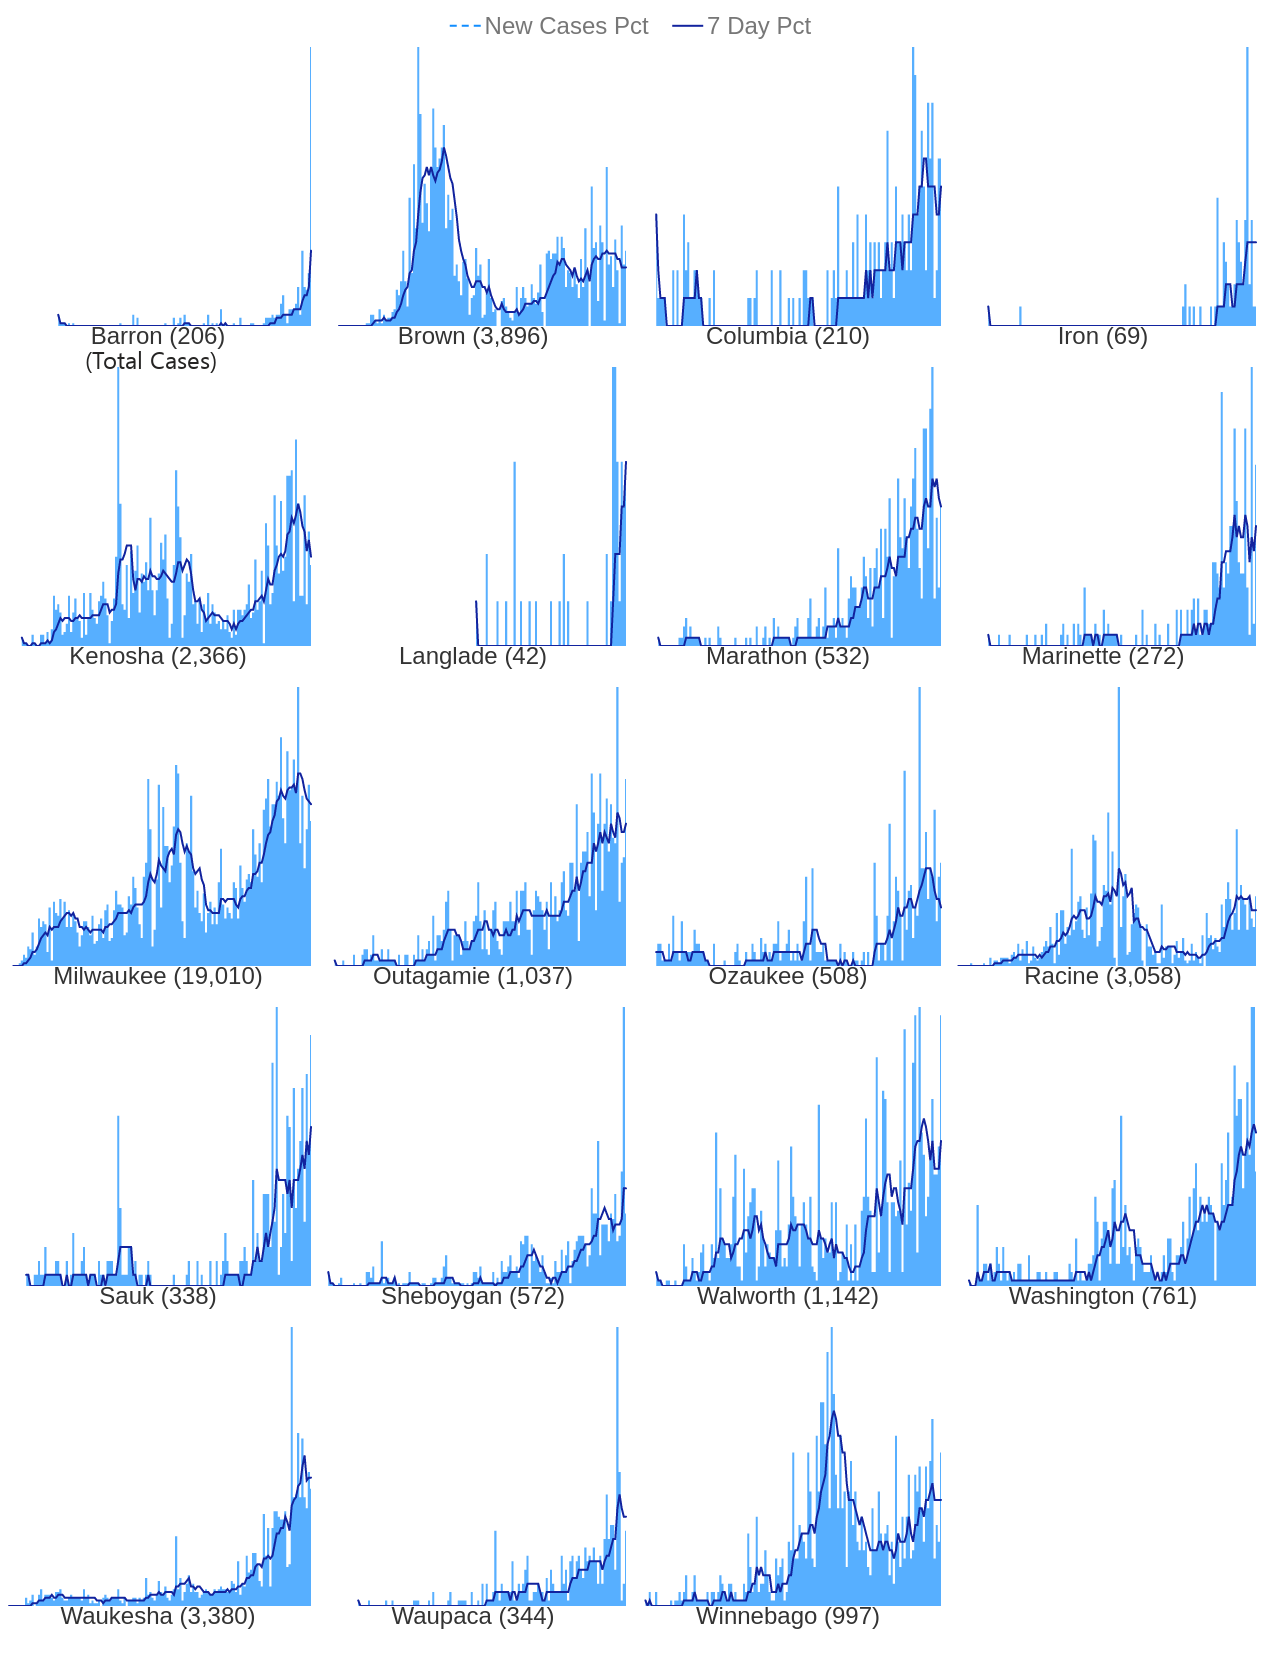 New Cases Pct 7 Day Pct
Barron (206) Brown (3,896) Columbia (210) Iron (69)
(Total Cases)
Kenosha (2,366) Langlade (42) Marathon (532) Marinette (272)
Milwaukee (19,010) Outagamie (1,037) Ozaukee (508) Racine (3,058)
Sauk (338) Sheboygan (572) Walworth (1,142) Washington (761)
Waukesha (3,380) Waupaca (344) Winnebago (997)